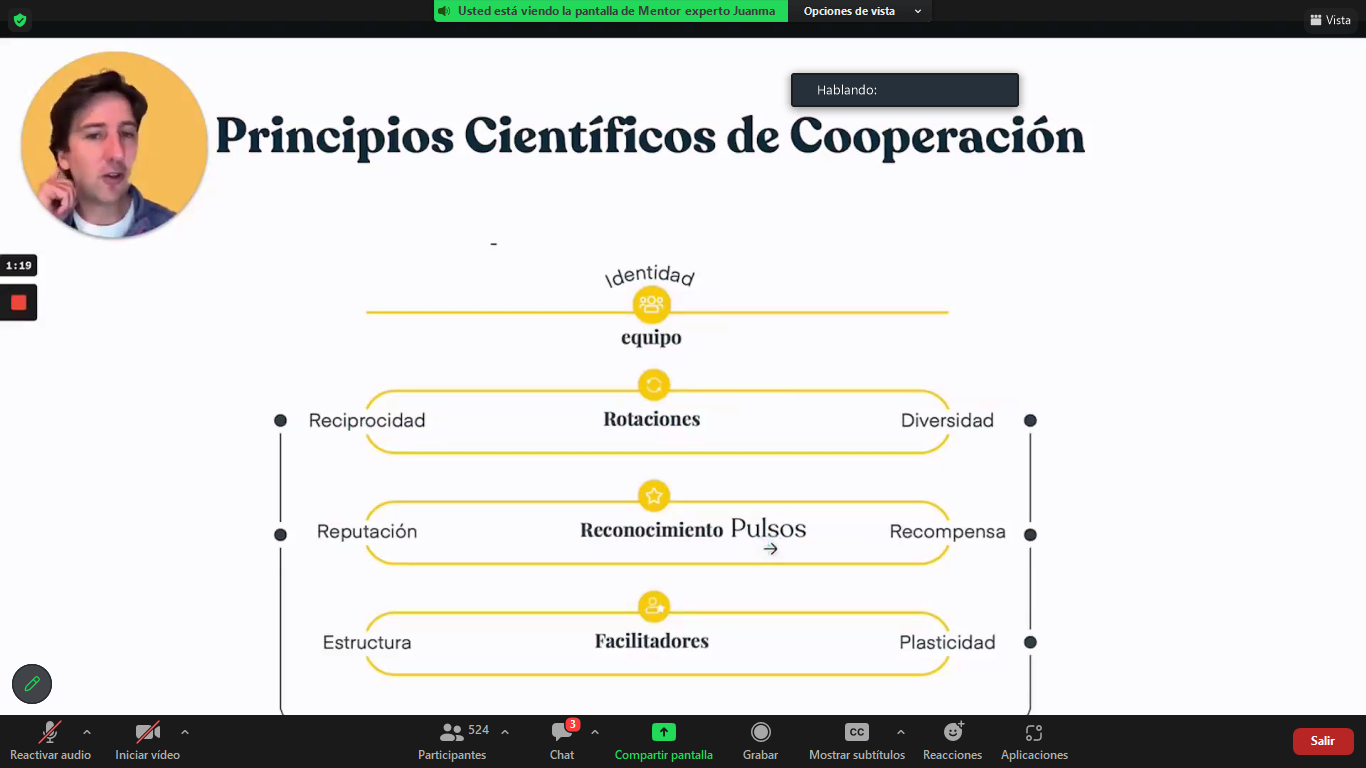 Usted está viendo la pantalla de Mentor experto Juanma
Opciones de vista
Vista
Hablando:
Principios Científicos de Cooperación
-
1:19
Identidad
equipo
Reciprocidad Rotaciones Diversidad
Reputación Reconocimiento Pulsos Recompensa
→
Estructura Facilitadores Plasticidad
524 3 CC
Reactivar audio Iniciar vídeo Participantes Chat Compartir pantalla Grabar Mostrar subtítulos Reacciones Aplicaciones Salir